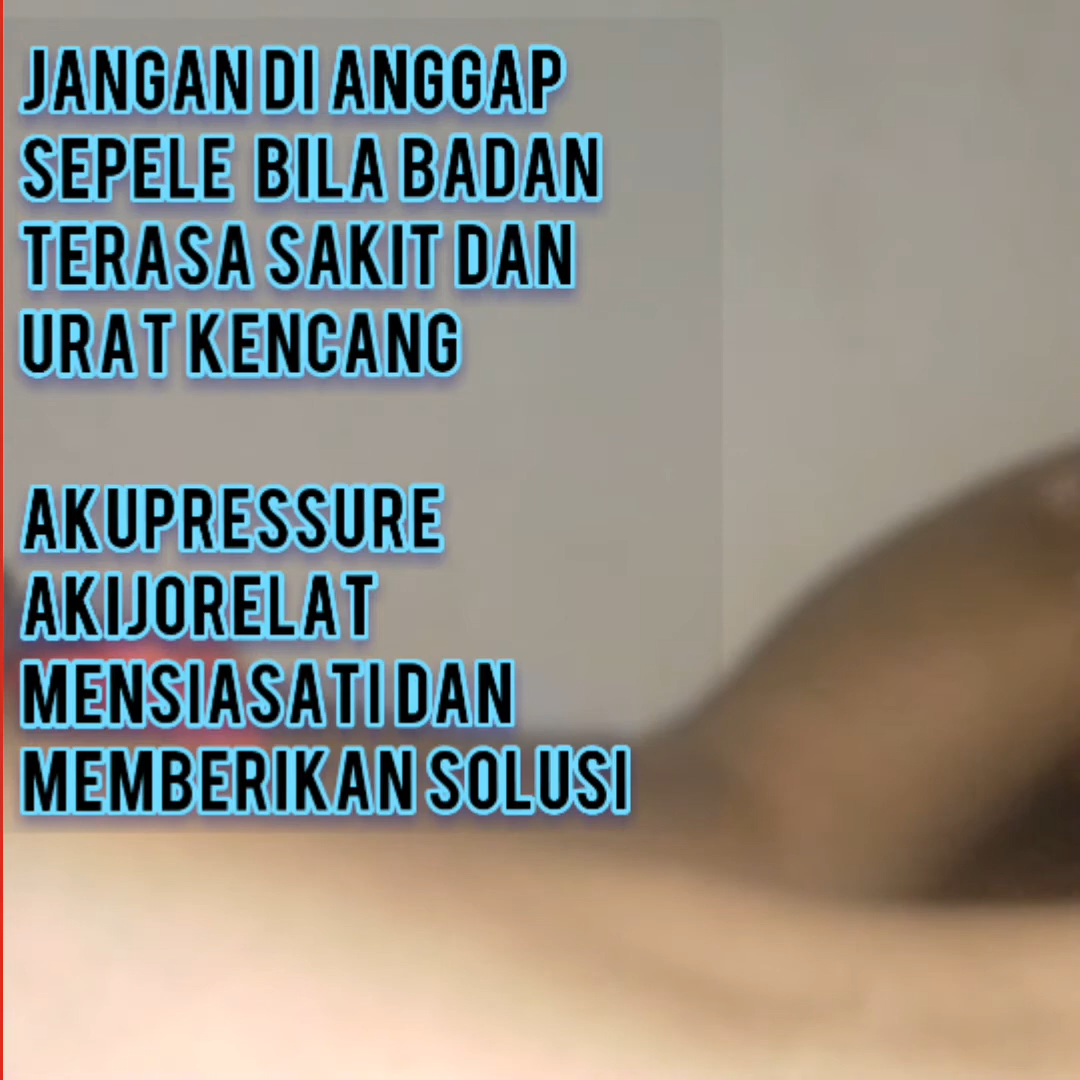 JANGAN DI ANGGAP
SEPELE BILA BADAN
TERASA SAKIT DAN
URAT KENCANG
AKUPRESSURE
AKIJORELAT
MENSIASATI DAN
MEMBERIKAN SOLUSI